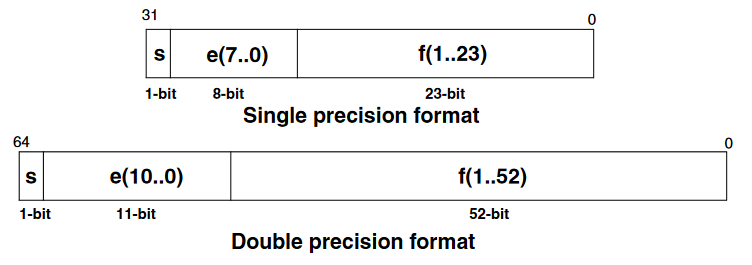 31 0
s e(7..0) f(1..23)
1-bit 8-bit 23-bit
Single precision format
64 0
s e(10..0) f(1..52)
1-bit 11-bit 52-bit
Double precision format